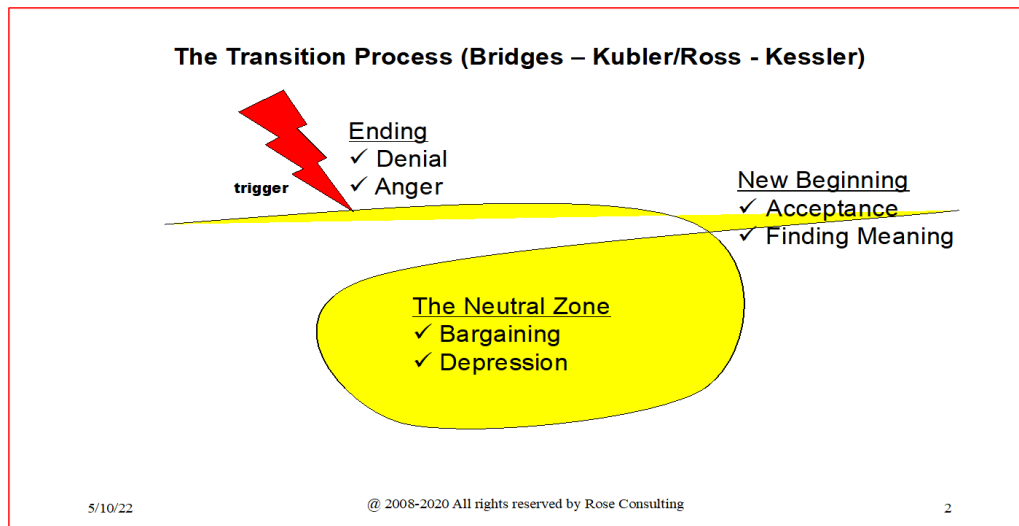 The Transition Process (Bridges – Kubler/Ross - Kessler)
trigger
Ending
✓ Denial
✓ Anger
New Beginning
✓ Acceptance
✓ Finding Meaning
The Neutral Zone
✓ Bargaining
✓ Depression
5/10/22
@ 2008-2020 All rights reserved by Rose Consulting
2